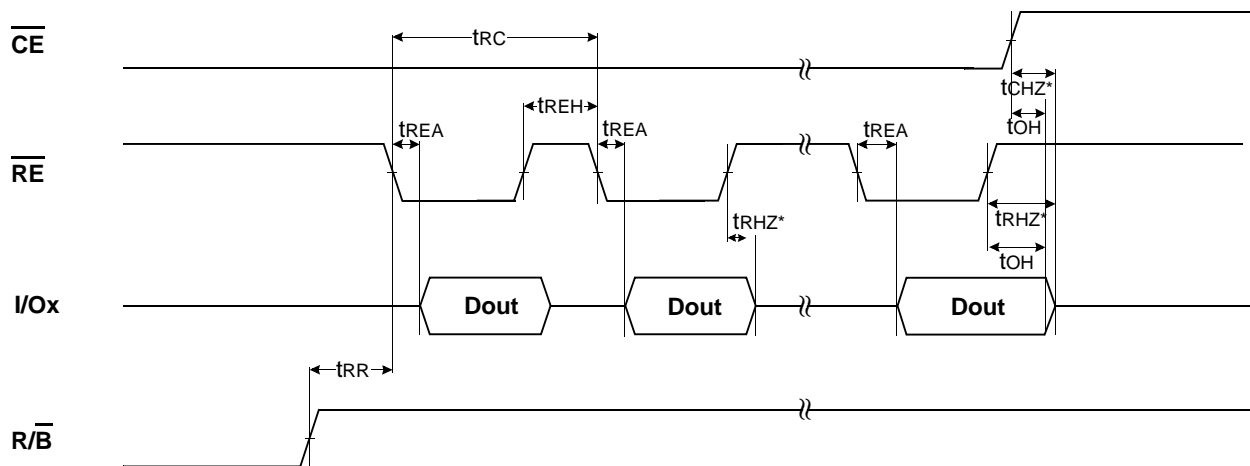 CE
tRC
tCHZ*
tREH
tOH
tREA
tREA
tREA
RE
tRHZ*
tRHZ*
tOH
I/Ox
Dout
Dout
Dout
tRR
R/B